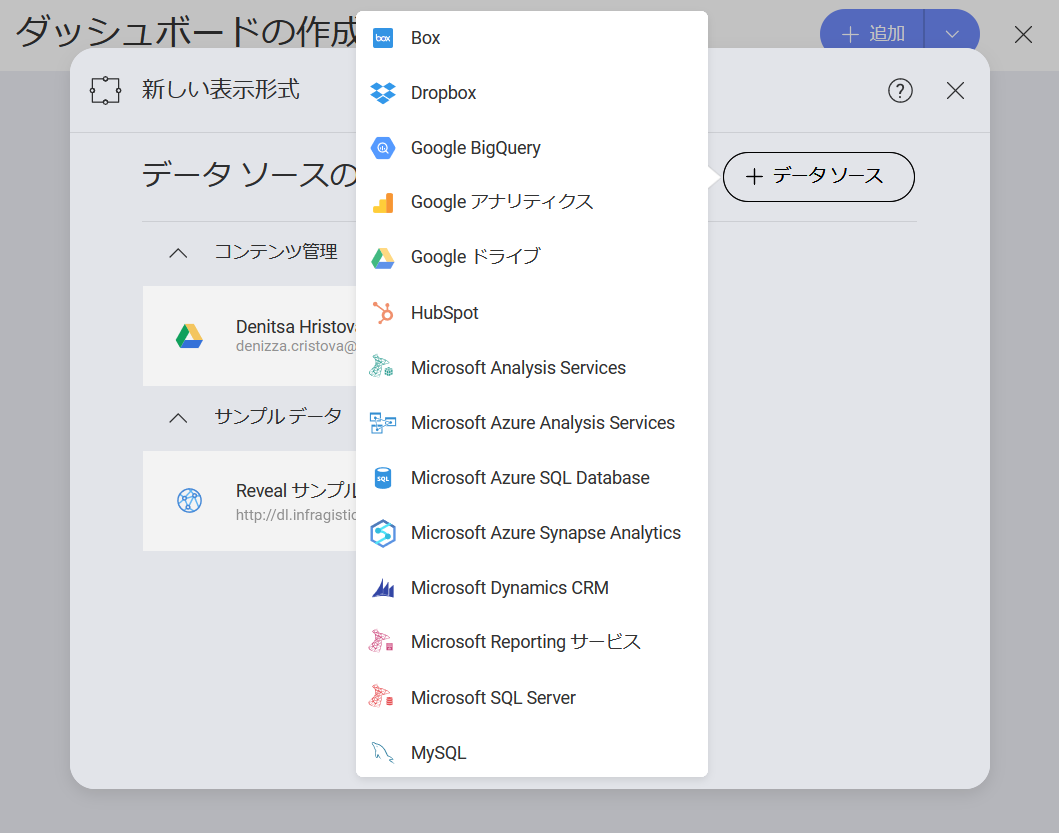 ダッシュボードの作成
追加
新しい表示形式
データ ソースの
データ ソース
コンテンツ管理
Denitsa Hristova
denizza.cristova@
サンプル データ
Reveal サンプル
http://dl.infragistic
box Box
Dropbox
Google BigQuery
Google アナリティクス
Google ドライブ
HubSpot
Microsoft Analysis Services
Microsoft Azure Analysis Services
SQL Microsoft Azure SQL Database
Microsoft Azure Synapse Analytics
Microsoft Dynamics CRM
Microsoft Reporting サービス
Microsoft SQL Server
MySQL